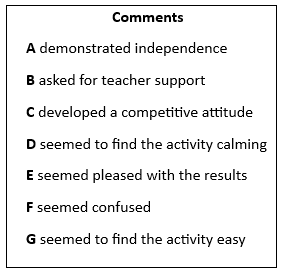 Comments
A demonstrated independence
B asked for teacher support
C developed a competitive attitude
D seemed to find the activity calming
E seemed pleased with the results
F seemed confused
G seemed to find the activity easy